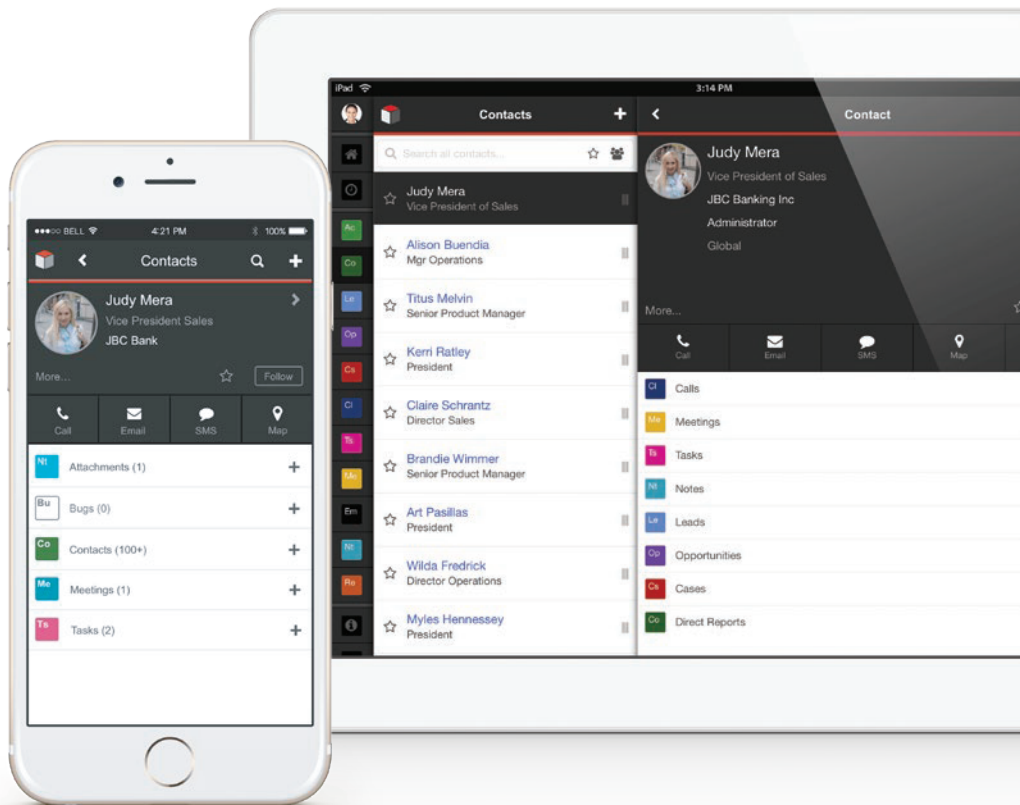 ●●●○○ BELL 4:21 PM 100%
Contacts
Judy Mera
Vice President Sales
JBC Bank
More...
Follow
Call Email SMS Map
Nt Attachments (1)
Bu Bugs (0)
Co Contacts (100+)
Me Meetings (1)
Ts Tasks (2)
iPad 3:14 PM
Contacts
Search all contacts...
Judy Mera
Vice President of Sales
Alison Buendia
Mgr Operations
Titus Melvin
Senior Product Manager
Kerri Ratley
President
Claire Schrantz
Director Sales
Brandie Wimmer
Senior Product Manager
Art Pasillas
President
Wilda Fredrick
Director Operations
Myles Hennessey
President
Ac
Co
Le
Op
Cs
Cl
Ts
Me
Em
Nt
Re
Contact
Judy Mera
Vice President of Sales
JBC Banking Inc
Administrator
Global
More...
Call Email SMS Map
Cl Calls
Me Meetings
Ts Tasks
Nt Notes
Le Leads
Op Opportunities
Cs Cases
Co Direct Reports